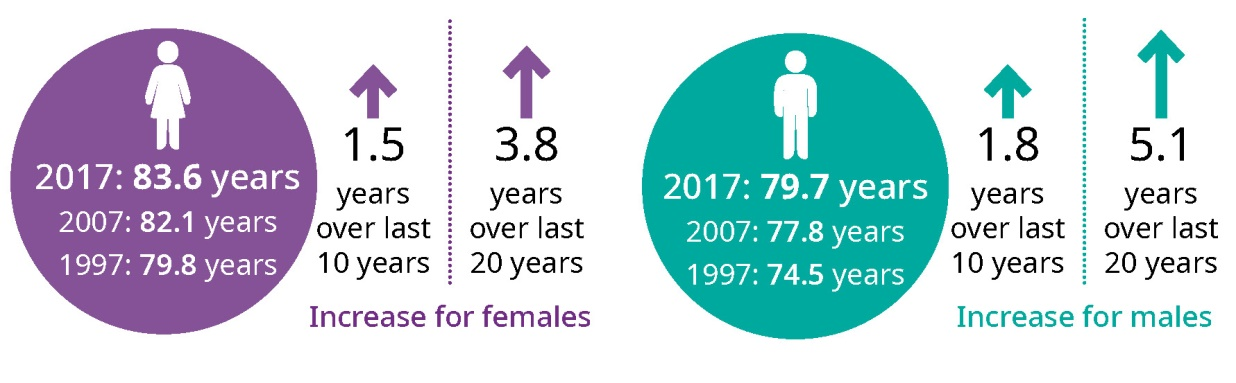 2017: 83.6 years
2007: 82.1 years
1997: 79.8 years
1.5
years
over last
10 years
3.8
years
over last
20 years
Increase for females
2017: 79.7 years
2007: 77.8 years
1997: 74.5 years
1.8
years
over last
10 years
5.1
years
over last
20 years
Increase for males